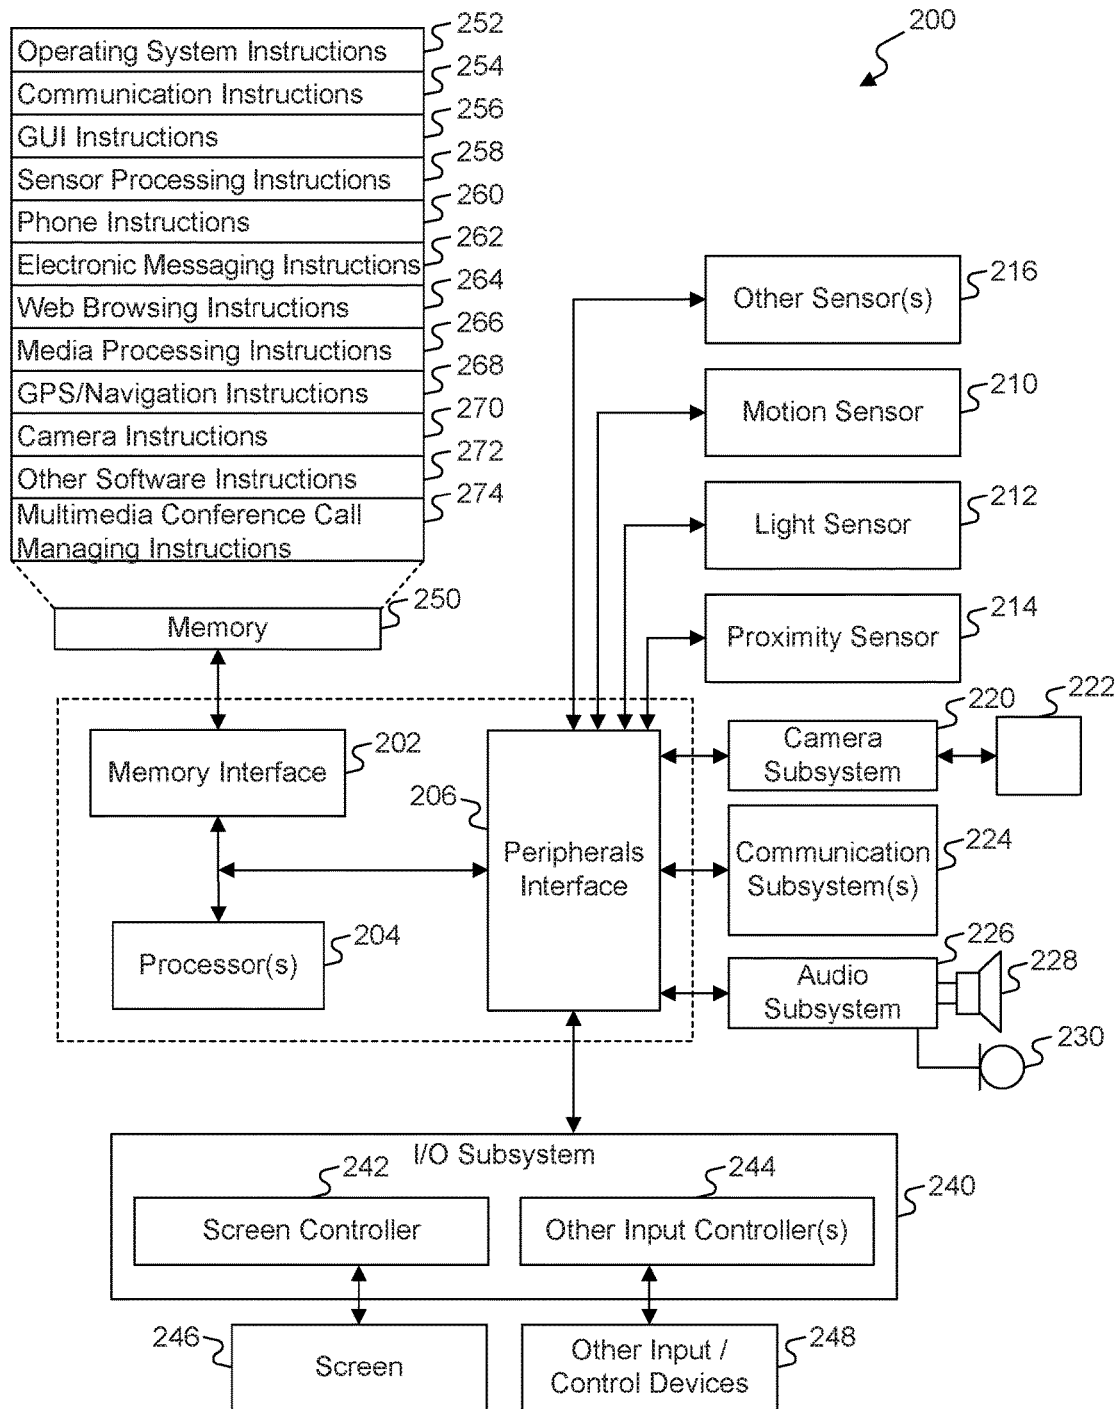 200
Operating System Instructions 252
Communication Instructions 254
GUI Instructions 256
Sensor Processing Instructions 258
Phone Instructions 260
Electronic Messaging Instructions 262
Web Browsing Instructions 264
Media Processing Instructions 266
GPS/Navigation Instructions 268
Camera Instructions 270
Other Software Instructions 272
Multimedia Conference Call 274
Managing Instructions
Memory 250
Other Sensor(s) 216
Motion Sensor 210
Light Sensor 212
Proximity Sensor 214
Memory Interface 202
Processor(s) 204
206
Peripherals
Interface
Camera
Subsystem
220
222
Communication
Subsystem(s)
224
Audio
Subsystem
226
228
230
I/O Subsystem
240
242
Screen Controller
244
Other Input Controller(s)
246
Screen
Other Input /
Control Devices
248